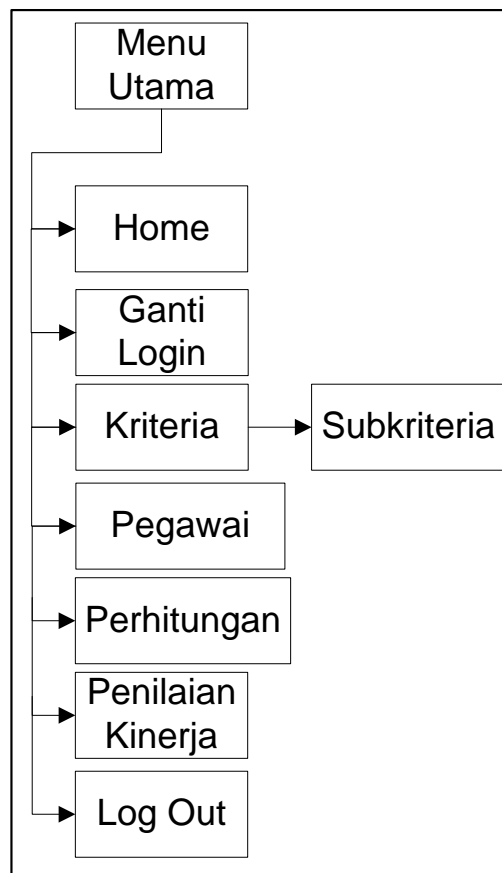 Menu
Utama
Home
Ganti
Login
Kriteria
Subkriteria
Pegawai
Perhitungan
Penilaian
Kinerja
Log Out